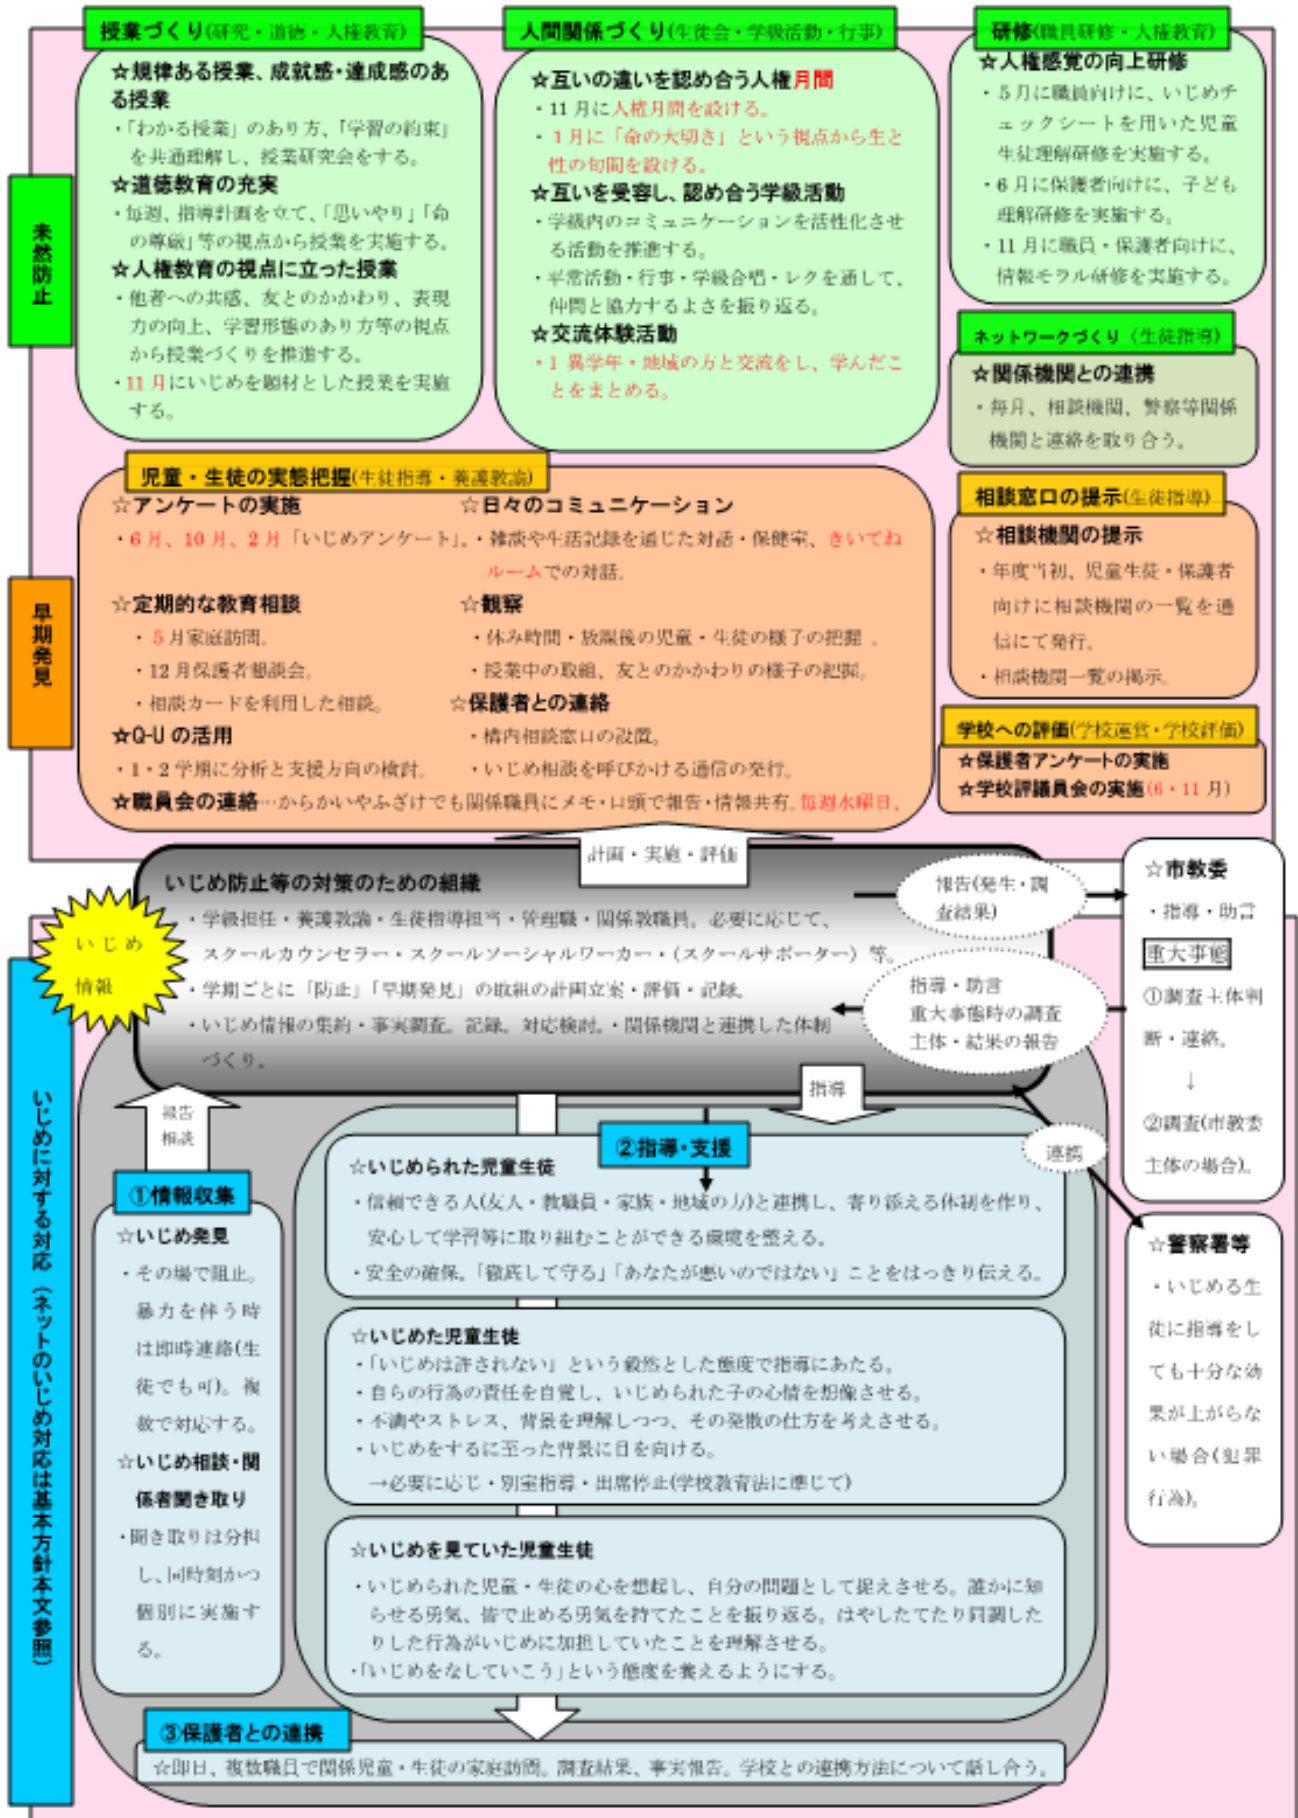 授業づくり(研究・道徳・人権教育)
☆規律ある授業、成就感・達成感のあ
る授業
・「わかる授業」のあり方、「学習の約束」
を共通理解し、授業研究会をする。
☆道徳教育の充実
・毎週、指導計画を立て、「思いやり」「命
の尊厳」等の視点から授業を実施する。
☆人権教育の視点に立った授業
・他者への共感、友とのかかわり、表現
力の向上、学習形態のあり方等の視点
から授業づくりを推進する。
・11月にいじめを題材とした授業を実施
する。
人間関係づくり(生徒会・学級活動・行事)
☆互いの違いを認め合う人権月間
・11月に人権月間を設ける。
・1月に「命の大切さ」という視点から生と
性の旬間を設ける。
☆互いを受容し、認め合う学級活動
・学級内のコミュニケーションを活性化させ
る活動を推進する。
・平常活動・行事・学級合唱・レクを通して、
仲間と協力するよさを振り返る。
☆交流体験活動
・1 異学年・地域の方と交流をし、学んだこ
とをまとめる。
研修(職員研修・人権教育)
☆人権感覚の向上研修
・5月に職員向けに、いじめチ
ェックシートを用いた児童
生徒理解研修を実施する。
・6月に保護者向けに、子ども
理解研修を実施する。
・11月に職員・保護者向けに、
情報モラル研修を実施する。
ネットワークづくり（生徒指導）
☆関係機関との連携
・毎月、相談機関、警察等関係
機関と連絡を取り合う。
未然防止
児童・生徒の実態把握(生徒指導・養護教諭)
☆アンケートの実施
・6月、10月、2月「いじめアンケート」。
☆定期的な教育相談
・5月家庭訪問。
・12月保護者懇談会。
・相談カードを利用した相談。
☆Q-Uの活用
・1・2学期に分析と支援方向の検討。
☆日々のコミュニケーション
・雑談や生活記録を通じた対話・保健室、きいてね
ルームでの対話。
☆観察
・休み時間・放課後の児童・生徒の様子の把握．
・授業中の取組、友とのかかわりの様子の把握。
☆保護者との連絡
・構内相談窓口の設置。
・いじめ相談を呼びかける通信の発行。
☆職員会の連絡…からかいやふざけでも関係職員にメモ・口頭で報告・情報共有。毎週水曜日、
相談窓口の提示(生徒指導)
☆相談機関の提示
・年度当初、児童生徒・保護者
向けに相談機関の一覧を通
信にて発行。
・相談機関一覧の掲示。
学校への評価(学校運営・学校評価)
☆保護者アンケートの実施
☆学校評議員会の実施(6・11月)
早期発見
計画・実施・評価
いじめ防止等の対策のための組織
・学級担任・養護教諭・生徒指導担当・管理職・関係教職員。必要に応じて、
スクールカウンセラー・スクールソーシャルワーカー・(スクールサポーター)等。
・学期ごとに「防止」「早期発見」の取組の計画立案・評価・記録。
・いじめ情報の集約・事実調査。記録。対応検討。・関係機関と連携した体制
づくり。
いじめ
情報
報告(発生・調
査結果)
指導・助言
重大事態時の調査
主体・結果の報告
☆市教委
・指導・助言
重大事態
①調査主体判
断・連絡。
↓
②調査(市教委
主体の場合)。
連携
☆警察署等
・いじめる生
徒に指導をし
ても十分な効
果が上がらな
い場合(犯罪
行為)。
いじめに対する対応（ネットのいじめ対応は基本方針本文参照）
報告
相談
指導
①情報収集
☆いじめ発見
・その場で阻止。
暴力を伴う時
は即時連絡(生
徒でも可)。複
数で対応する。
☆いじめ相談・関
係者聞き取り
・聞き取りは分担
し、同時刻かつ
個別に実施す
る。
②指導・支援
☆いじめられた児童生徒
・信頼できる人(友人・教職員・家族・地域の方)と連携し、寄り添える体制を作り、
安心して学習等に取り組むことができる環境を整える。
・安全の確保。「徹底して守る」「あなたが悪いのではない」ことをはっきり伝える。
☆いじめた児童生徒
・「いじめは許されない」という毅然とした態度で指導にあたる。
・自らの行為の責任を自覚し、いじめられた子の心情を想像させる。
・不満やストレス、背景を理解しつつ、その発散の仕方を考えさせる。
・いじめをするに至った背景に目を向ける。
→必要に応じ・別室指導・出席停止(学校教育法に準じて)
☆いじめを見ていた児童生徒
・いじめられた児童・生徒の心を想起し、自分の問題として捉えさせる。誰かに知
らせる勇気、皆で止める勇気を持てたことを振り返る。はやしたてたり同調した
りした行為がいじめに加担していたことを理解させる。
・「いじめをなしていこう」という態度を養えるようにする。
③保護者との連携
☆即日、複数職員で関係児童・生徒の家庭訪問。調査結果、事実報告。学校との連携方法について話し合う。